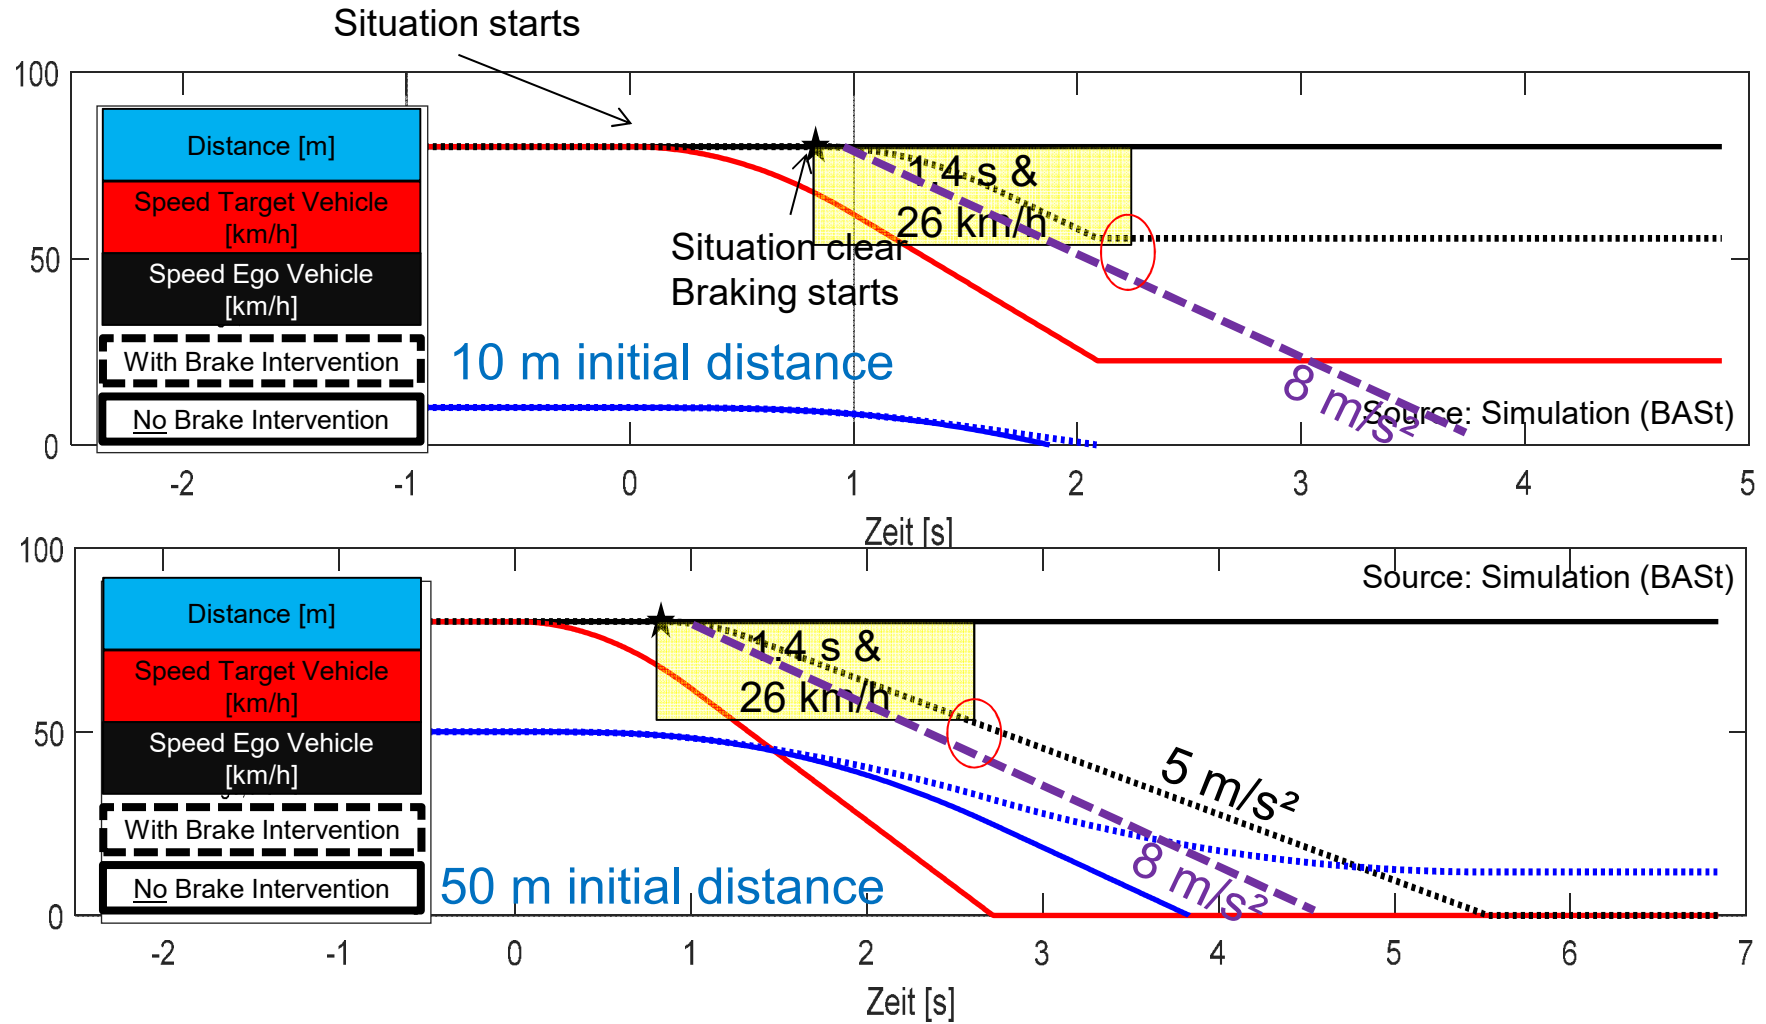 Situation starts
100
Distance [m]
Speed Target Vehicle
[km/h]
Speed Ego Vehicle
[km/h]
With Brake Intervention
No Brake Intervention
1.4 s &
26 km/h
Situation clear
Braking starts
50
10 m initial distance
8 m/s²
Source: Simulation (BASt)
0
-2 -1 0 1 2 3 4 5
Zeit [s]
100
Source: Simulation (BASt)
Distance [m]
Speed Target Vehicle
[km/h]
Speed Ego Vehicle
[km/h]
With Brake Intervention
No Brake Intervention
1.4 s &
26 km/h
50
5 m/s²
8 m/s²
50 m initial distance
0
-2 -1 0 1 2 3 4 5 6 7
Zeit [s]